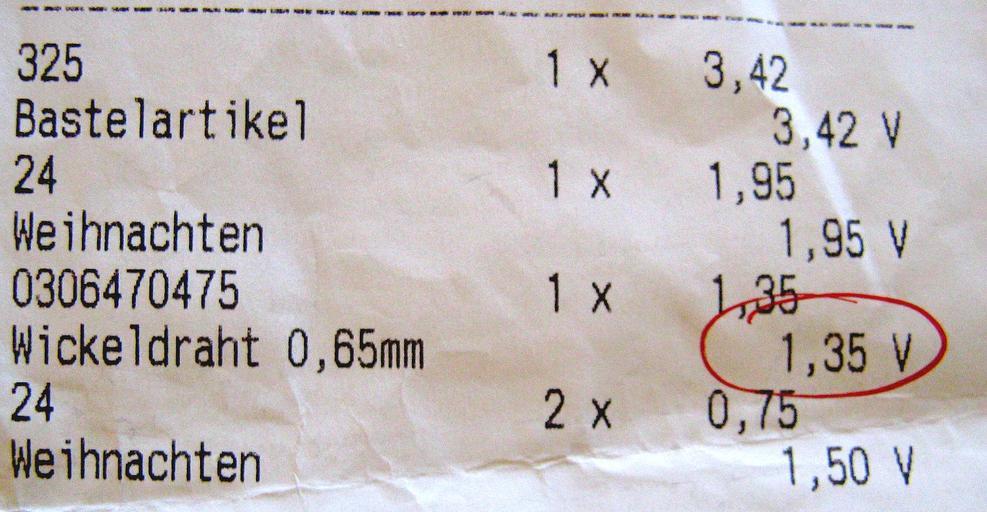 325 1 x 3,42
Bastelartikel 3,42 V
24 1 x 1,95
Weihnachten 1,95 V
0306470475 1 x 1,35
Wickeldraht 0,65mm 1,35 V
24 2 x 0,75
Weihnachten 1,50 V